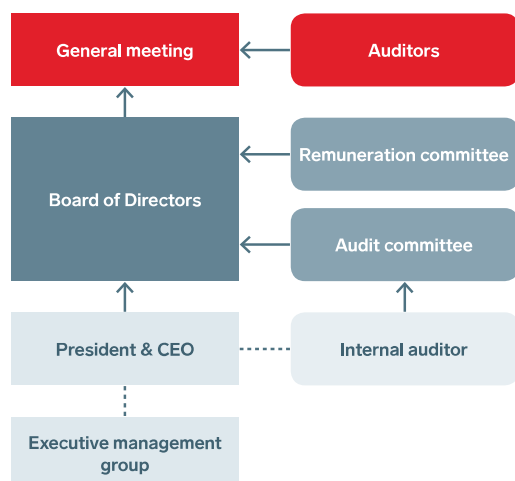 General meeting
Auditors
Board of Directors
Remuneration committee
Audit committee
President & CEO
Internal auditor
Executive management
group